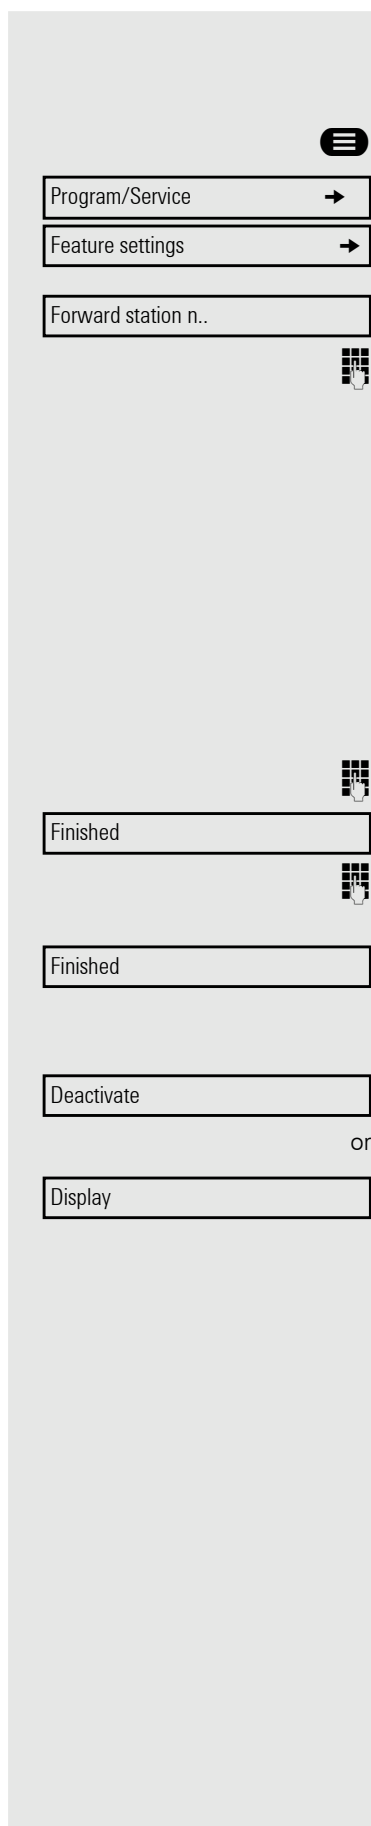 Program/Service
Feature settings
Forward station n..
Finished
Finished
Deactivate
or
Display